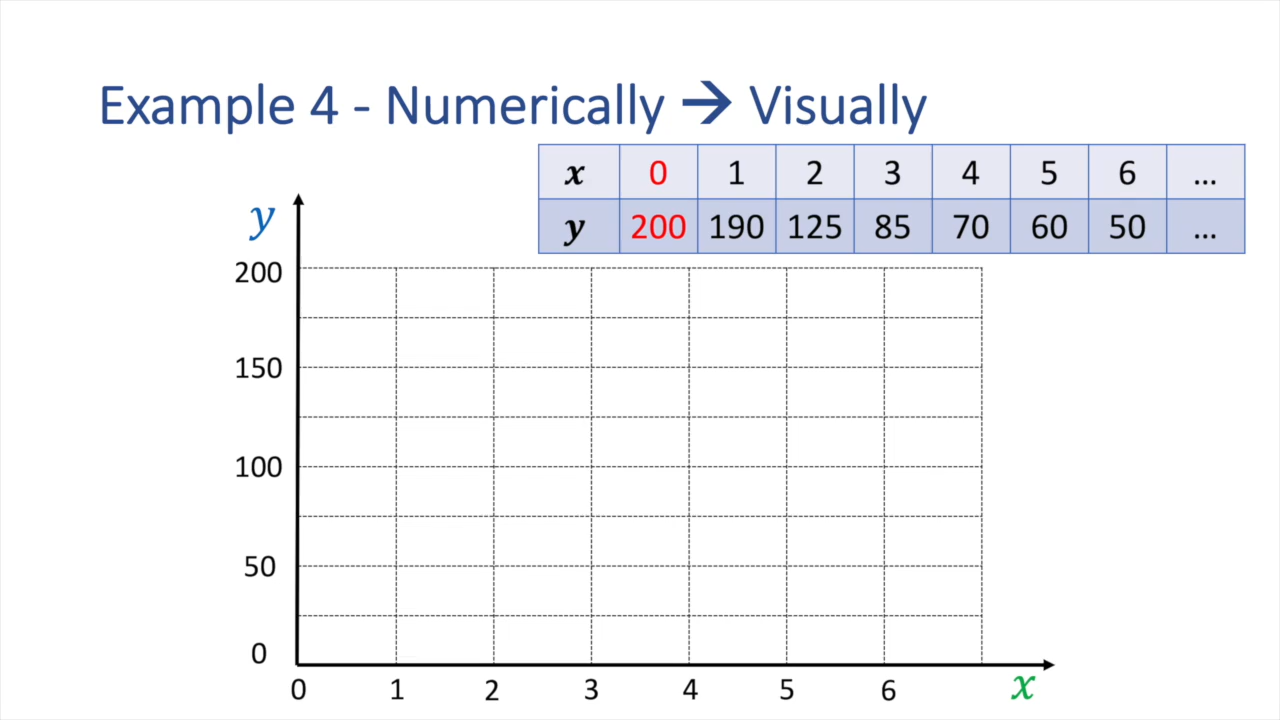 Example 4 - Numerically → Visually
x 0 1 2 3 4 5 6 ...
y 200 190 125 85 70 60 50 ...
y
200
150
100
50
0
0 1 2 3 4 5 6 x